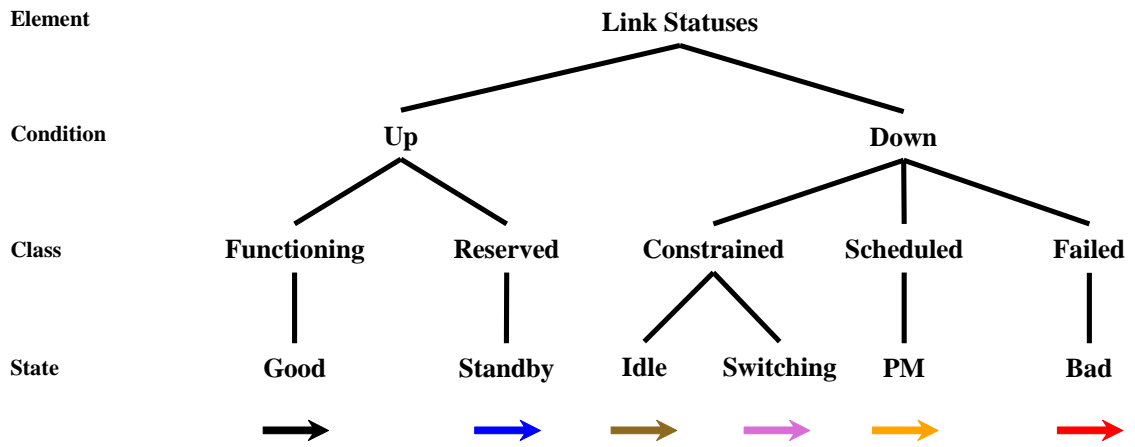 Element
Link Statuses
Condition
Up
Down
Class
Functioning
Reserved
Constrained
Scheduled
Failed
State
Good
Standby
Idle
Switching
PM
Bad